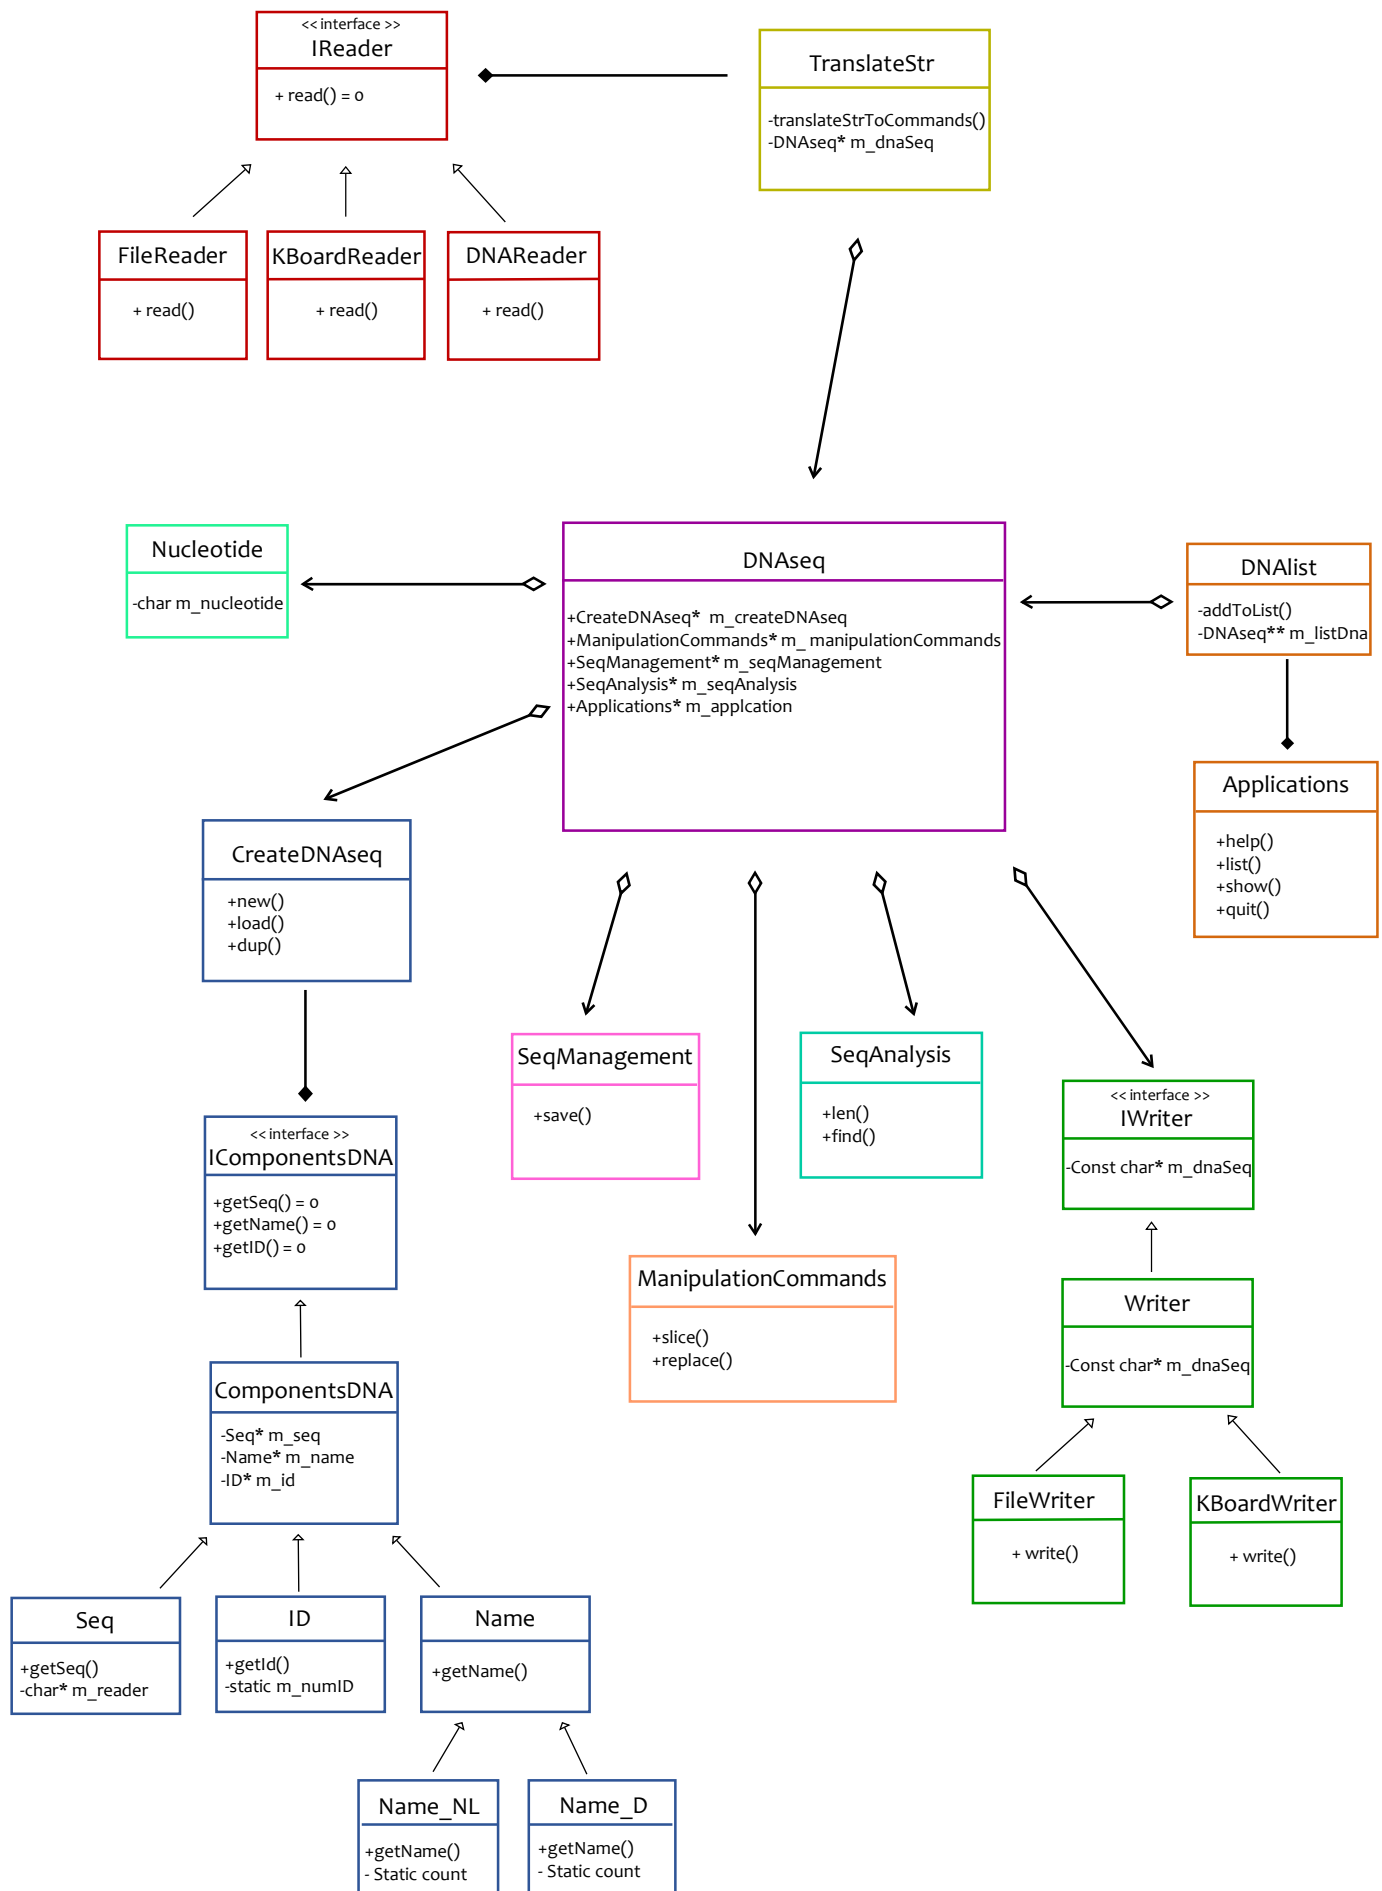 << interface >>
IReader
+ read() = 0
TranslateStr
-translateStrToCommands()
-DNAseq* m_dnaSeq
FileReader
+ read()
KBoardReader
+ read()
DNAReader
+ read()
Nucleotide
-char m_nucleotide
DNAseq
+CreateDNAseq*  m_createDNAseq
+ManipulationCommands* m_ manipulationCommands
+SeqManagement* m_seqManagement
+SeqAnalysis* m_seqAnalysis
+Applications* m_applcation
DNAlist
-addToList()
-DNAseq** m_listDna
Applications
+help()
+list()
+show()
+quit()
CreateDNAseq
+new()
+load()
+dup()
SeqManagement
+save()
SeqAnalysis
+len()
+find()
<< interface >>
IWriter
-Const char* m_dnaSeq
<< interface >>
IComponentsDNA
+getSeq() = 0
+getName() = 0
+getID() = 0
ManipulationCommands
+slice()
+replace()
Writer
-Const char* m_dnaSeq
ComponentsDNA
-Seq* m_seq
-Name* m_name
-ID* m_id
FileWriter
+ write()
KBoardWriter
+ write()
Seq
+getSeq()
-char* m_reader
ID
+getId()
-static m_numID
Name
+getName()
Name_NL
+getName()
- Static count
Name_D
+getName()
- Static count